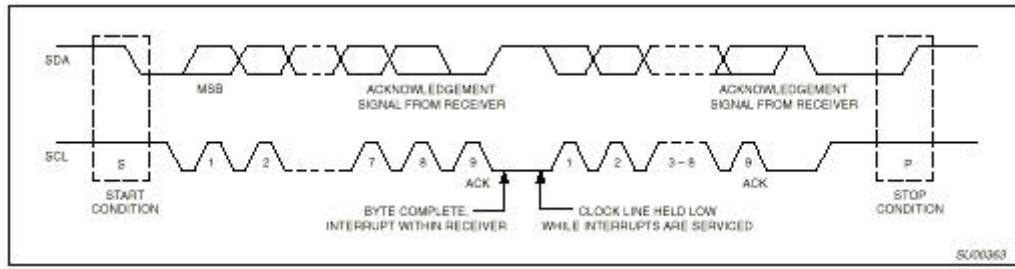 SDA
MSB
ACKNOWLEDGEMENT
SIGNAL FROM RECEIVER
ACKNOWLEDGEMENT
SIGNAL FROM RECEIVER
SCL
S
1
2
7
8
9
1
2
3–8
9
P
ACK
ACK
START
CONDITION
BYTE COMPLETE,
INTERRUPT WITHIN RECEIVER
CLOCK LINE HELD LOW
WHILE INTERRUPTS ARE SERVICED
STOP
CONDITION
SU00363